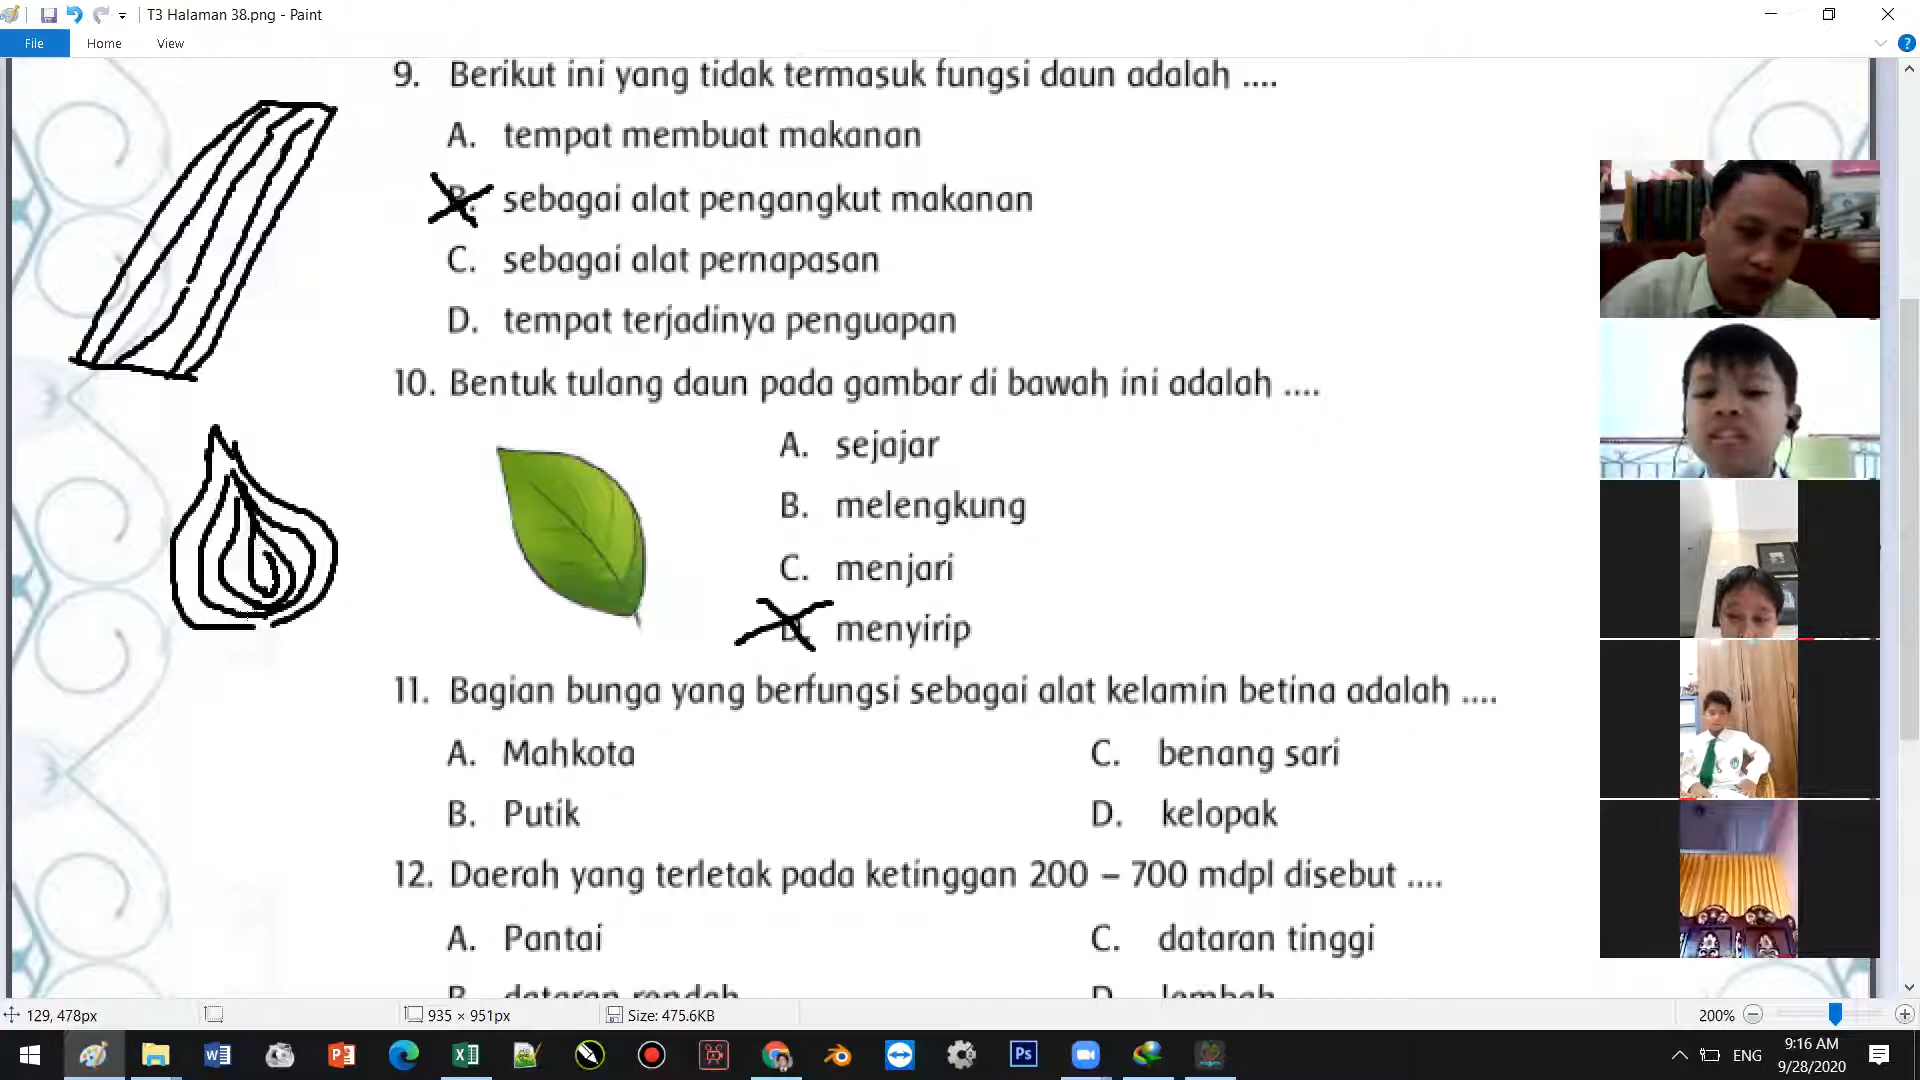 T3 Halaman 38.png - Paint
File Home View
9. Berikut ini yang tidak termasuk fungsi daun adalah ....
A. tempat membuat makanan
B. sebagai alat pengangkut makanan
C. sebagai alat pernapasan
D. tempat terjadinya penguapan
10. Bentuk tulang daun pada gambar di bawah ini adalah ....
A. sejajar
B. melengkung
C. menjari
D. menyirip
11. Bagian bunga yang berfungsi sebagai alat kelamin betina adalah ....
A. Mahkota C. benang sari
B. Putik D. kelopak
12. Daerah yang terletak pada ketinggan 200 – 700 mdpl disebut ....
A. Pantai C. dataran tinggi
B. dataran rendah D. lembah
129, 478px 935 × 951px Size: 475.6KB 200%
ENG 9:16 AM
9/28/2020